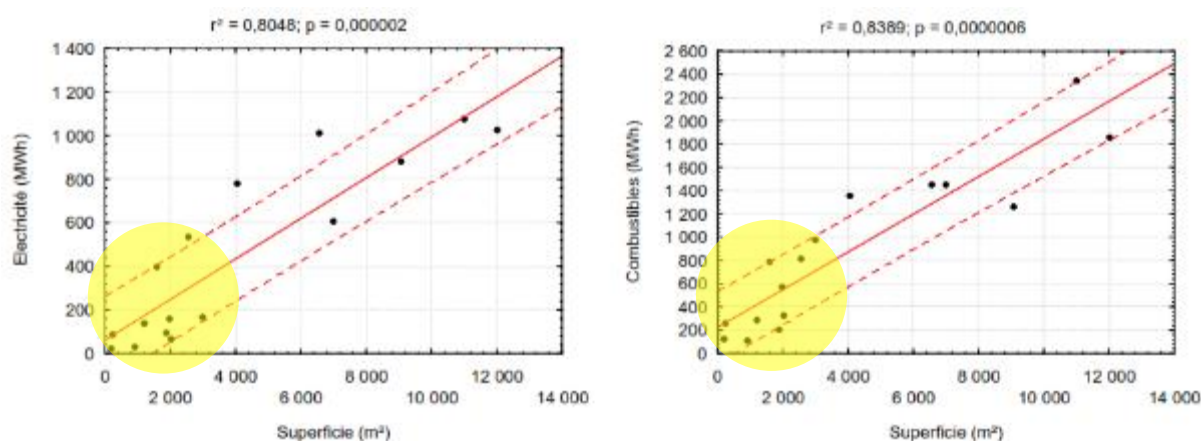 r² = 0,8048; p = 0,000002
1 400
1 200
1 000
800
600
400
200
0
Electricité (MWh)
0 4 000 8 000 12 000
2 000 6 000 10 000 14 000
Superficie (m²)
r² = 0,8389; p = 0,0000006
2 600
2 400
2 200
2 000
1 800
1 600
1 400
1 200
1 000
800
600
400
200
0
Combustibles (MWh)
0 4 000 8 000 12 000
2 000 6 000 10 000 14 000
Superficie (m²)